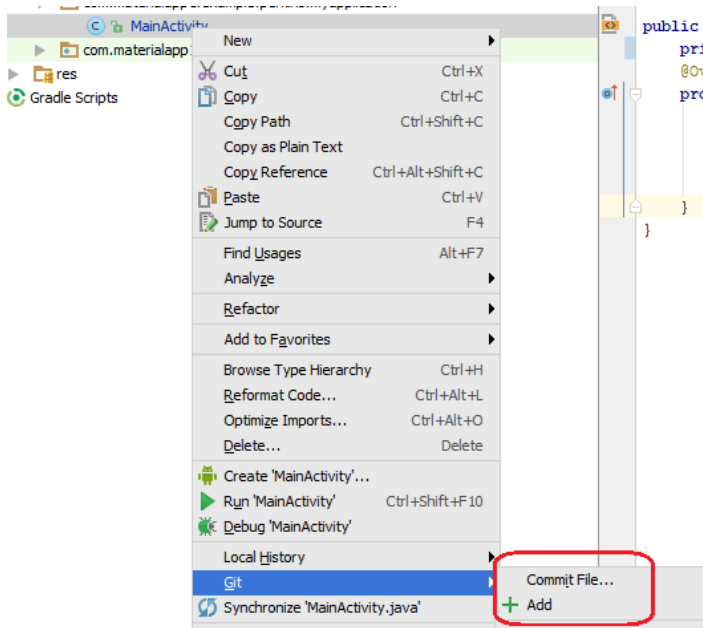 MainActivity
com.materialapp
res
Gradle Scripts
New
Cut Ctrl+X
Copy Ctrl+C
Copy Path Ctrl+Shift+C
Copy as Plain Text
Copy Reference Ctrl+Alt+Shift+C
Paste Ctrl+V
Jump to Source F4
Find Usages Alt+F7
Analyze
Refactor
Add to Favorites
Browse Type Hierarchy Ctrl+H
Reformat Code... Ctrl+Alt+L
Optimize Imports... Ctrl+Alt+O
Delete... Delete
Create 'MainActivity'...
Run 'MainActivity' Ctrl+Shift+F10
Debug 'MainActivity'
Local History
Git
Synchronize 'MainActivity.java'
Commit File...
Add
public
}
}